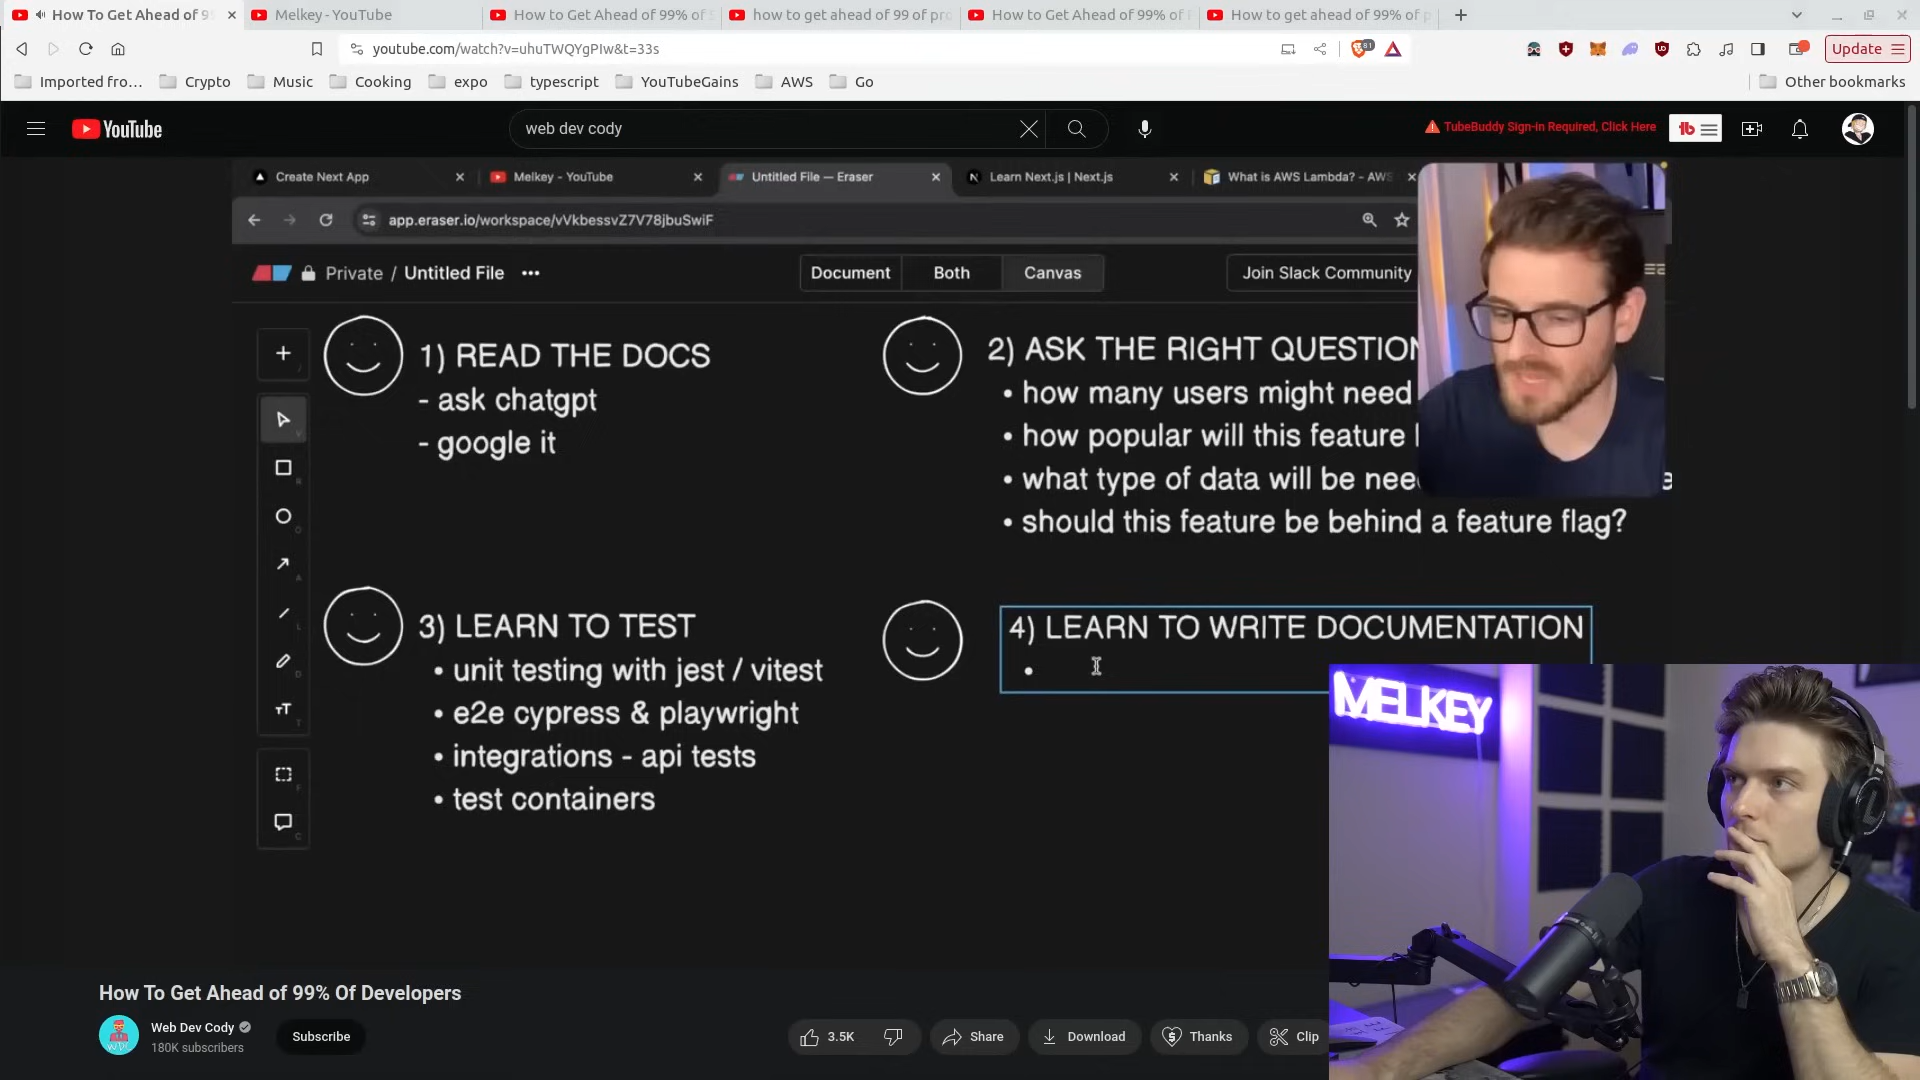 How To Get Ahead of 9
Melkey - YouTube
How to Get Ahead of 99% of
how to get ahead of 99 of pro
How to Get Ahead of 99% of
How to get ahead of 99% of p
youtube.com/watch?v=uhuTWQYgPIw&t=33s
81
Update
Imported fro...
Crypto
Music
Cooking
expo
typescript
YouTubeGains
AWS
Go
Other bookmarks
YouTube
web dev cody
TubeBuddy Sign-in Required, Click Here
tb
Create Next App
Melkey - YouTube
Untitled File — Eraser
Learn Next.js | Next.js
What is AWS Lambda? - AWS
app.eraser.io/workspace/vVkbessvZ7V78jbuSwiF
Private / Untitled File •••
Document
Both
Canvas
Join Slack Community
1) READ THE DOCS
- ask chatgpt
- google it
2) ASK THE RIGHT QUESTION
• how many users might need
• how popular will this feature
• what type of data will be nee
• should this feature be behind a feature flag?
3) LEARN TO TEST
• unit testing with jest / vitest
• e2e cypress & playwright
• integrations - api tests
• test containers
4) LEARN TO WRITE DOCUMENTATION
•
MELKEY
How To Get Ahead of 99% Of Developers
Web Dev Cody
180K subscribers
Subscribe
3.5K
Share
Download
Thanks
Clip